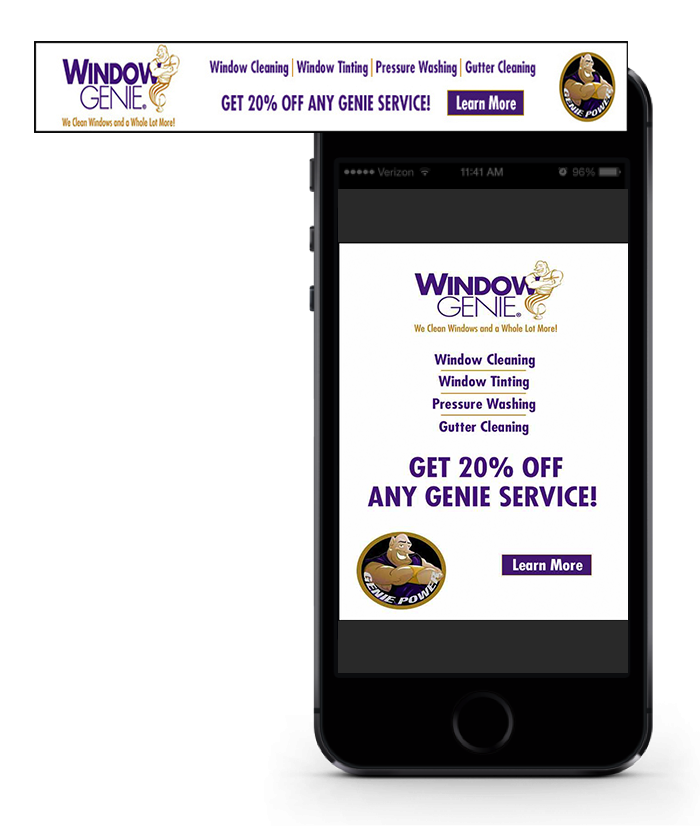 WINDOW
GENIE®
We Clean Windows and a Whole Lot More!
Window Cleaning | Window Tinting | Pressure Washing | Gutter Cleaning
GET 20% OFF ANY GENIE SERVICE!
Learn More
GENIE POWER
Verizon 11:41 AM 96%
WINDOW
GENIE®
We Clean Windows and a Whole Lot More!
Window Cleaning
Window Tinting
Pressure Washing
Gutter Cleaning
GET 20% OFF
ANY GENIE SERVICE!
GENIE POWER
Learn More